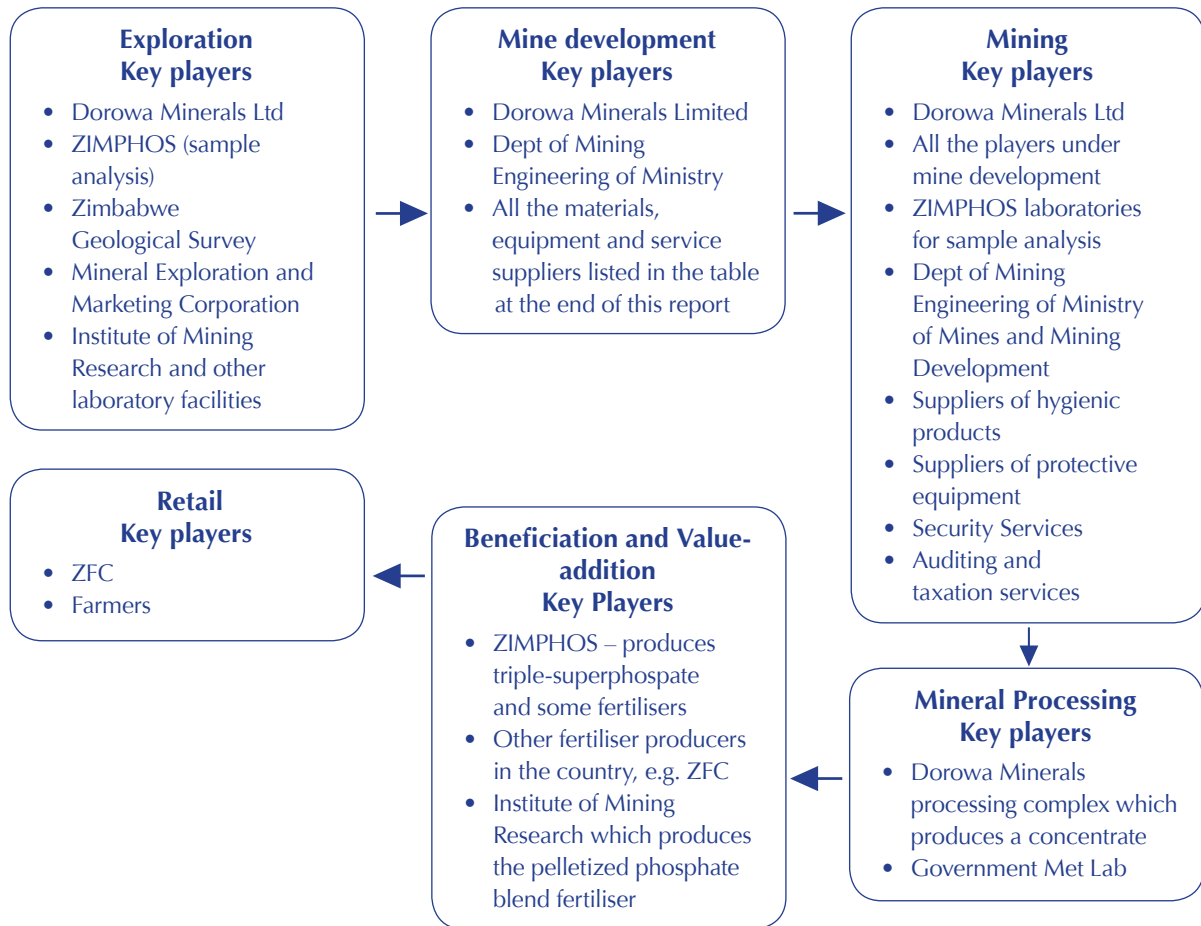 Exploration
Key players
• Dorowa Minerals Ltd
• ZIMPHOS (sample
analysis)
• Zimbabwe
Geological Survey
• Mineral Exploration and
Marketing Corporation
• Institute of Mining
Research and other
laboratory facilities
Mine development
Key players
• Dorowa Minerals Limited
• Dept of Mining
Engineering of Ministry
• All the materials,
equipment and service
suppliers listed in the table
at the end of this report
Mining
Key players
• Dorowa Minerals Ltd
• All the players under
mine development
• ZIMPHOS laboratories
for sample analysis
• Dept of Mining
Engineering of Ministry
of Mines and Mining
Development
• Suppliers of hygienic
products
• Suppliers of protective
equipment
• Security Services
• Auditing and
taxation services
Mineral Processing
Key players
• Dorowa Minerals
processing complex which
produces a concentrate
• Government Met Lab
Beneficiation and Value-
addition
Key Players
• ZIMPHOS – produces
triple-superphospate
and some fertilisers
• Other fertiliser producers
in the country, e.g. ZFC
• Institute of Mining
Research which produces
the pelletized phosphate
blend fertiliser
Retail
Key players
• ZFC
• Farmers